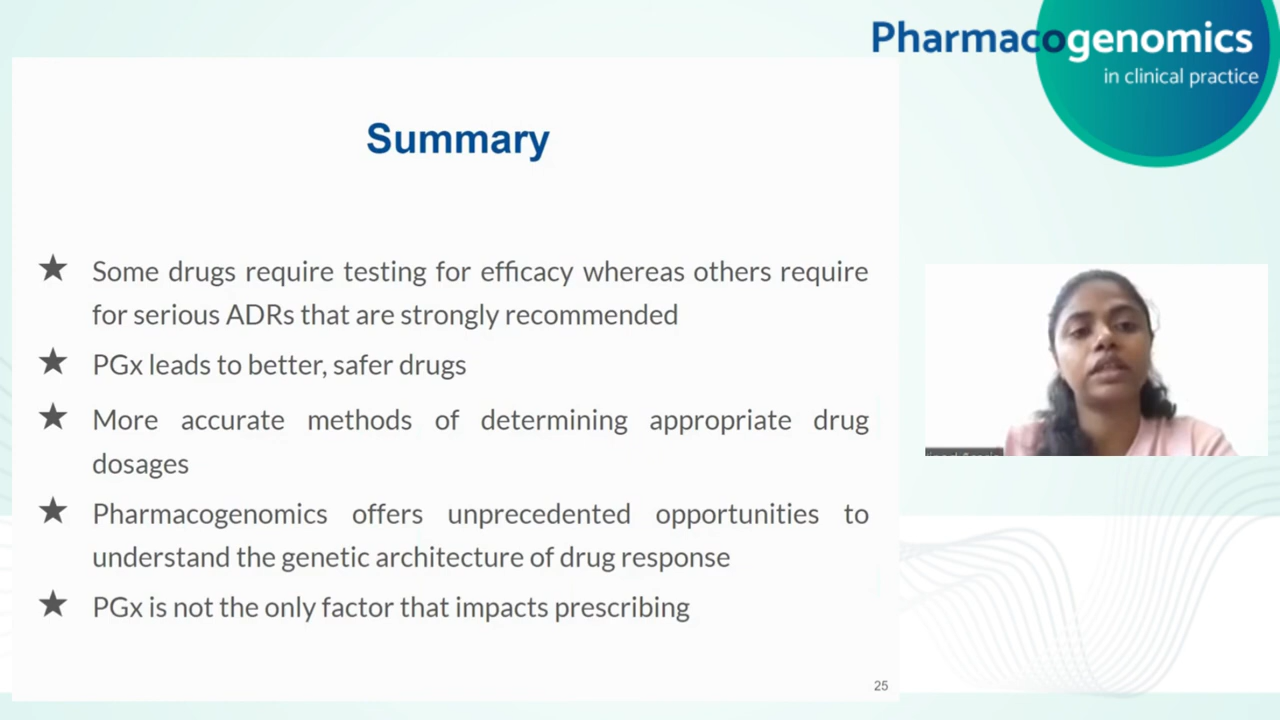 Pharmacogenomics
in clinical practice
Summary
★ Some drugs require testing for efficacy whereas others require
for serious ADRs that are strongly recommended
★ PGx leads to better, safer drugs
★ More accurate methods of determining appropriate drug
dosages
★ Pharmacogenomics offers unprecedented opportunities to
understand the genetic architecture of drug response
★ PGx is not the only factor that impacts prescribing
25